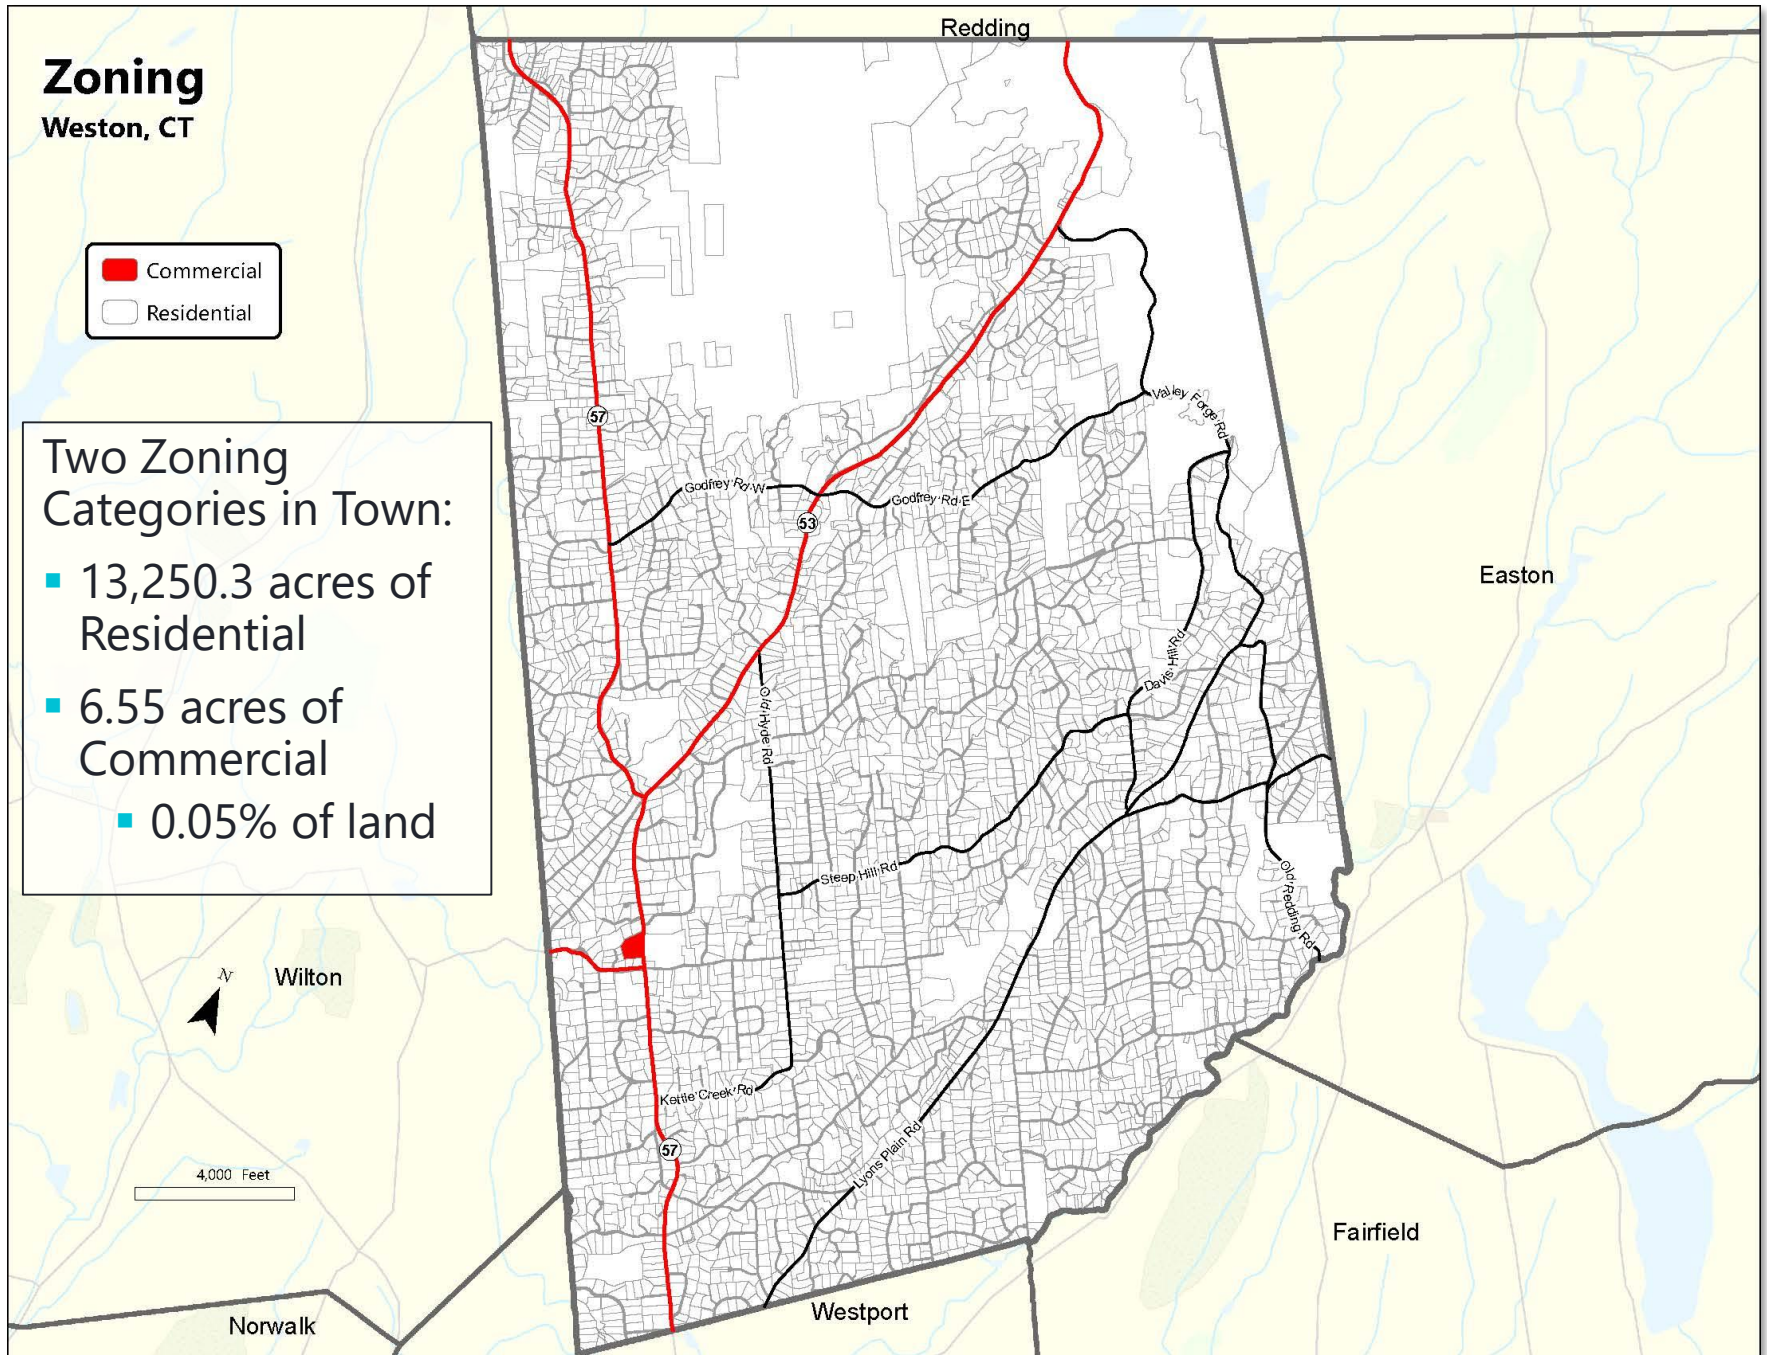 Redding
Zoning
Weston, CT
Commercial
Residential
57
Valley Forge Rd
Two Zoning
Categories in Town:
▪ 13,250.3 acres of
Residential
▪ 6.55 acres of
Commercial
▪ 0.05% of land
Godfrey Rd W
Godfrey Rd E
53
Easton
Davis Hill Rd
Old Hyde Rd
Steep Hill Rd
Old Redding Rd
N
Wilton
Kettle Creek Rd
57
Lyons Plain Rd
4,000 Feet
Fairfield
Westport
Norwalk